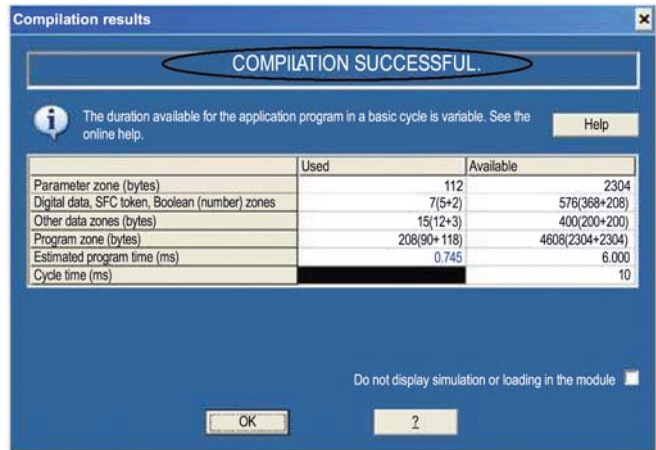 Compilation results
COMPILATION SUCCESSFUL.
The duration available for the application program in a basic cycle is variable. See the
online help.
Help
Used Available
Parameter zone (bytes) 112 2304
Digital data, SFC token, Boolean (number) zones 7(5+2) 576(368+208)
Other data zones (bytes) 15(12+3) 400(200+200)
Program zone (bytes) 208(90+118) 4608(2304+2304)
Estimated program time (ms) 0.745 6.000
Cycle time (ms) 10
Do not display simulation or loading in the module
OK ?